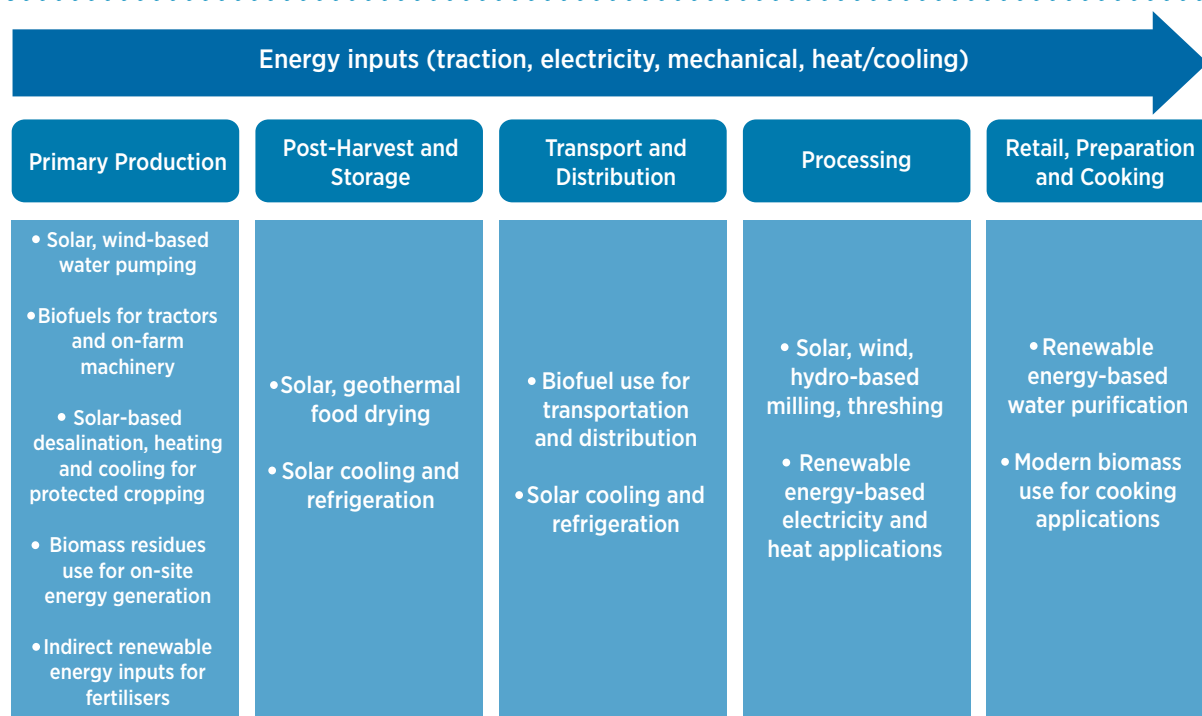 Energy inputs (traction, electricity, mechanical, heat/cooling)
Primary Production
• Solar, wind-based
water pumping
• Biofuels for tractors
and on-farm
machinery
• Solar-based
desalination, heating
and cooling for
protected cropping
• Biomass residues
use for on-site
energy generation
• Indirect renewable
energy inputs for
fertilisers
Post-Harvest and
Storage
• Solar, geothermal
food drying
• Solar cooling and
refrigeration
Transport and
Distribution
• Biofuel use for
transportation
and distribution
• Solar cooling and
refrigeration
Processing
• Solar, wind,
hydro-based
milling, threshing
• Renewable
energy-based
electricity and
heat applications
Retail, Preparation
and Cooking
• Renewable
energy-based
water purification
• Modern biomass
use for cooking
applications